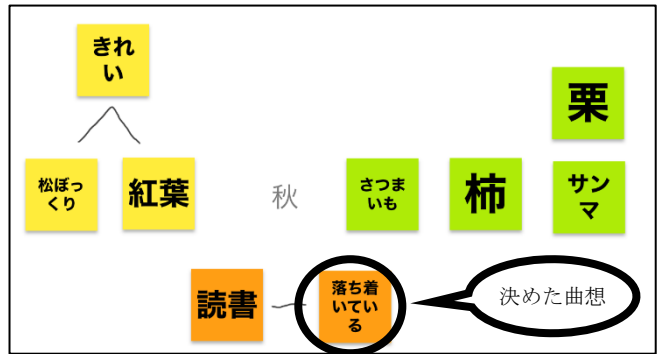 きれ
い
栗
松ぼっ
くり
紅葉
秋
さつま
いも
柿
サン
マ
読書
落ち着
いてい
る
決めた曲想